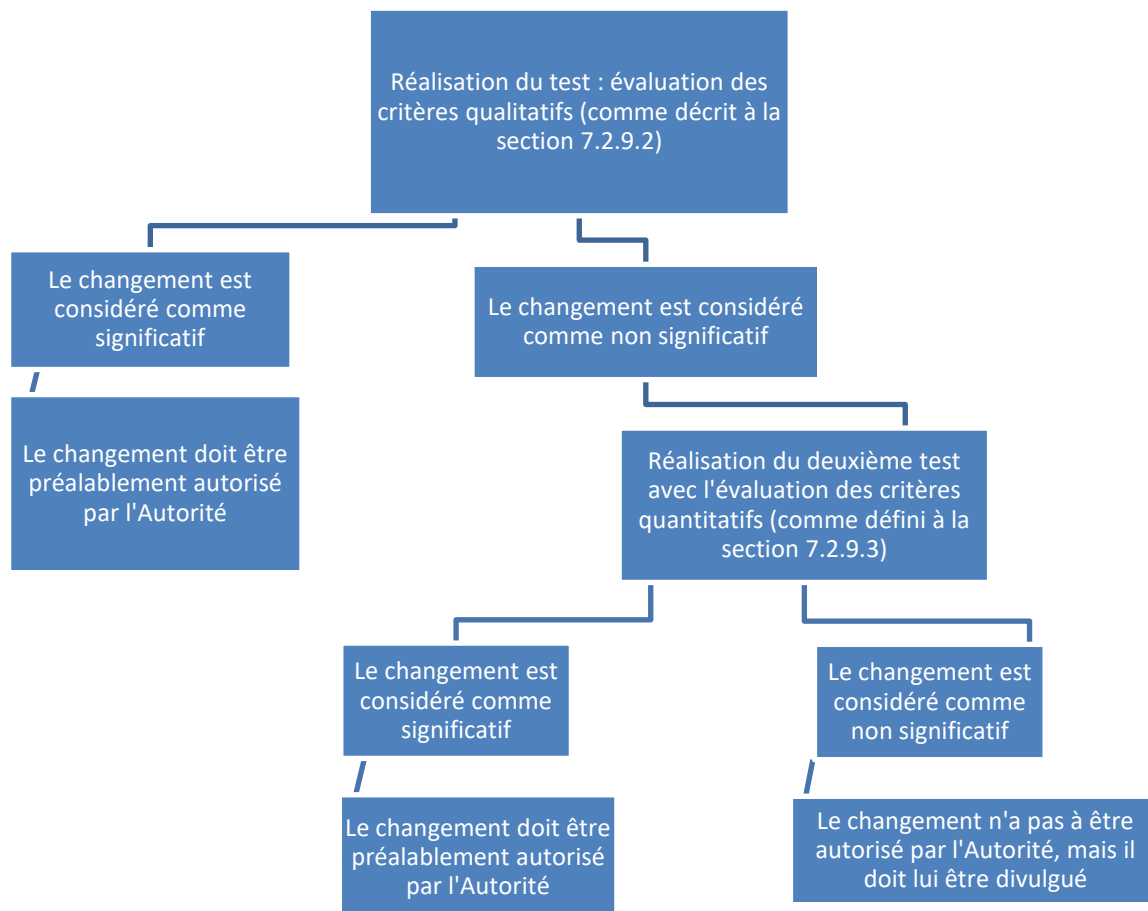 Réalisation du test : évaluation des
critères qualitatifs (comme décrit à la
section 7.2.9.2)
Le changement est
considéré comme
significatif
Le changement est considéré
comme non significatif
Le changement doit être
préalablement autorisé
par l'Autorité
Réalisation du deuxième test
avec l'évaluation des critères
quantitatifs (comme défini à la
section 7.2.9.3)
Le changement est
considéré comme
significatif
Le changement est
considéré comme
non significatif
Le changement doit être
préalablement autorisé
par l'Autorité
Le changement n'a pas à être
autorisé par l'Autorité, mais il
doit lui être divulgué